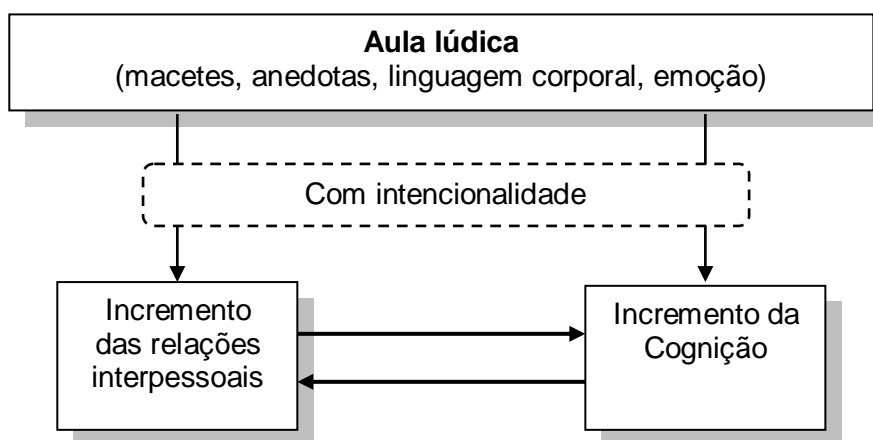 Aula lúdica
(macetes, anedotas, linguagem corporal, emoção)
Com intencionalidade
Incremento
das relações
interpessoais
Incremento da
Cognição